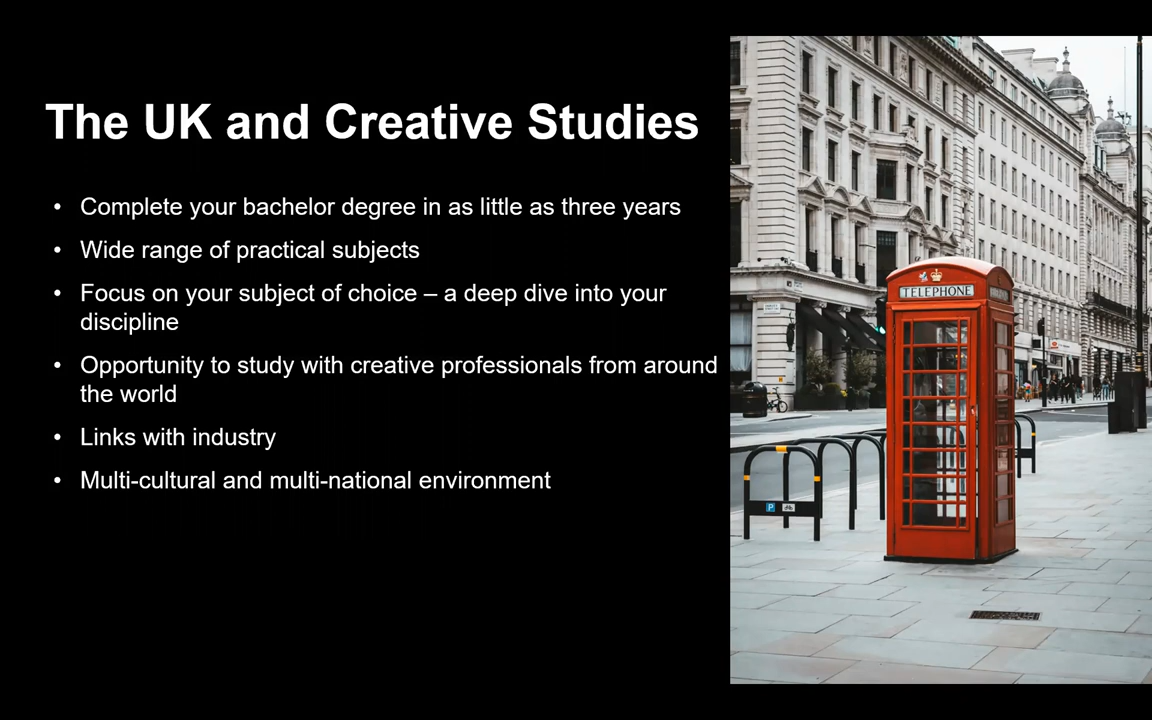 The UK and Creative Studies
• Complete your bachelor degree in as little as three years
• Wide range of practical subjects
• Focus on your subject of choice – a deep dive into your
discipline
• Opportunity to study with creative professionals from around
the world
• Links with industry
• Multi-cultural and multi-national environment
TELEPHONE
P